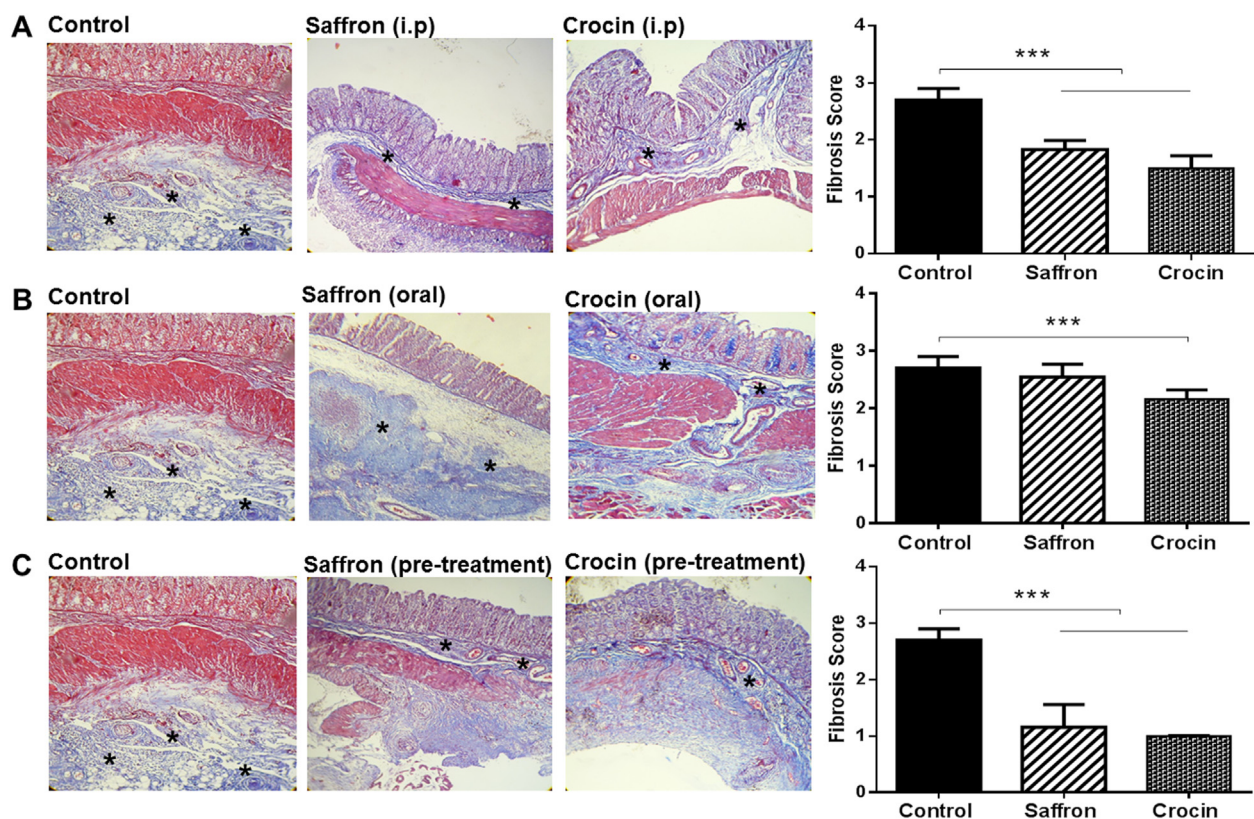 A
Control
Saffron (i.p)
Crocin (i.p)
*
*
*
*
*
*
*
Fibrosis Score
4
3
2
1
0
***
Control
Saffron
Crocin
B
Control
Saffron (oral)
Crocin (oral)
*
*
*
*
*
*
*
Fibrosis Score
4
3
2
1
0
***
Control
Saffron
Crocin
C
Control
Saffron (pre-treatment)
Crocin (pre-treatment)
*
*
*
*
*
*
Fibrosis Score
4
3
2
1
0
***
Control
Saffron
Crocin